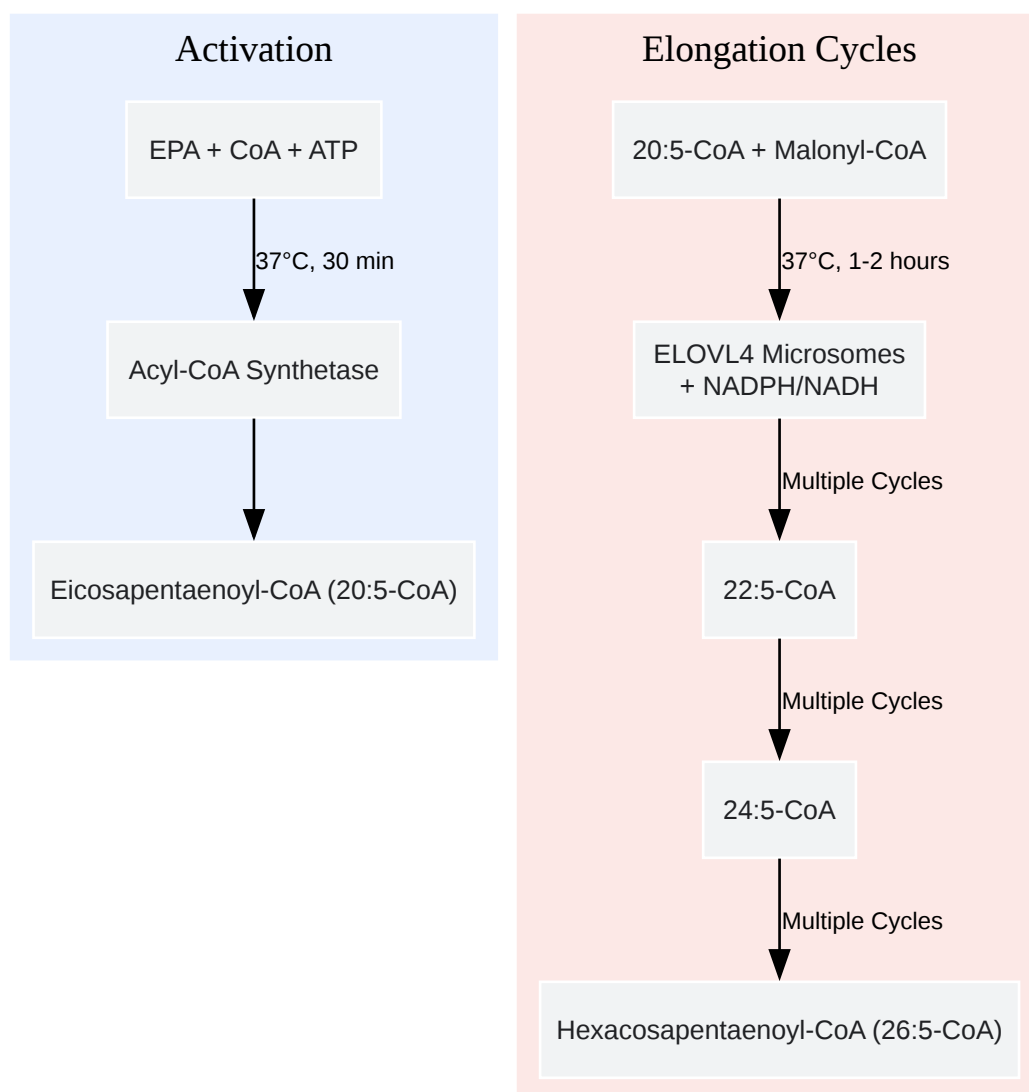 Activation
EPA + CoA + ATP
37°C, 30 min
Acyl-CoA Synthetase
Eicosapentaenoyl-CoA (20:5-CoA)
Elongation Cycles
20:5-CoA + Malonyl-CoA
37°C, 1-2 hours
ELOVL4 Microsomes
+ NADPH/NADH
Multiple Cycles
22:5-CoA
Multiple Cycles
24:5-CoA
Multiple Cycles
Hexacosapentaenoyl-CoA (26:5-CoA)